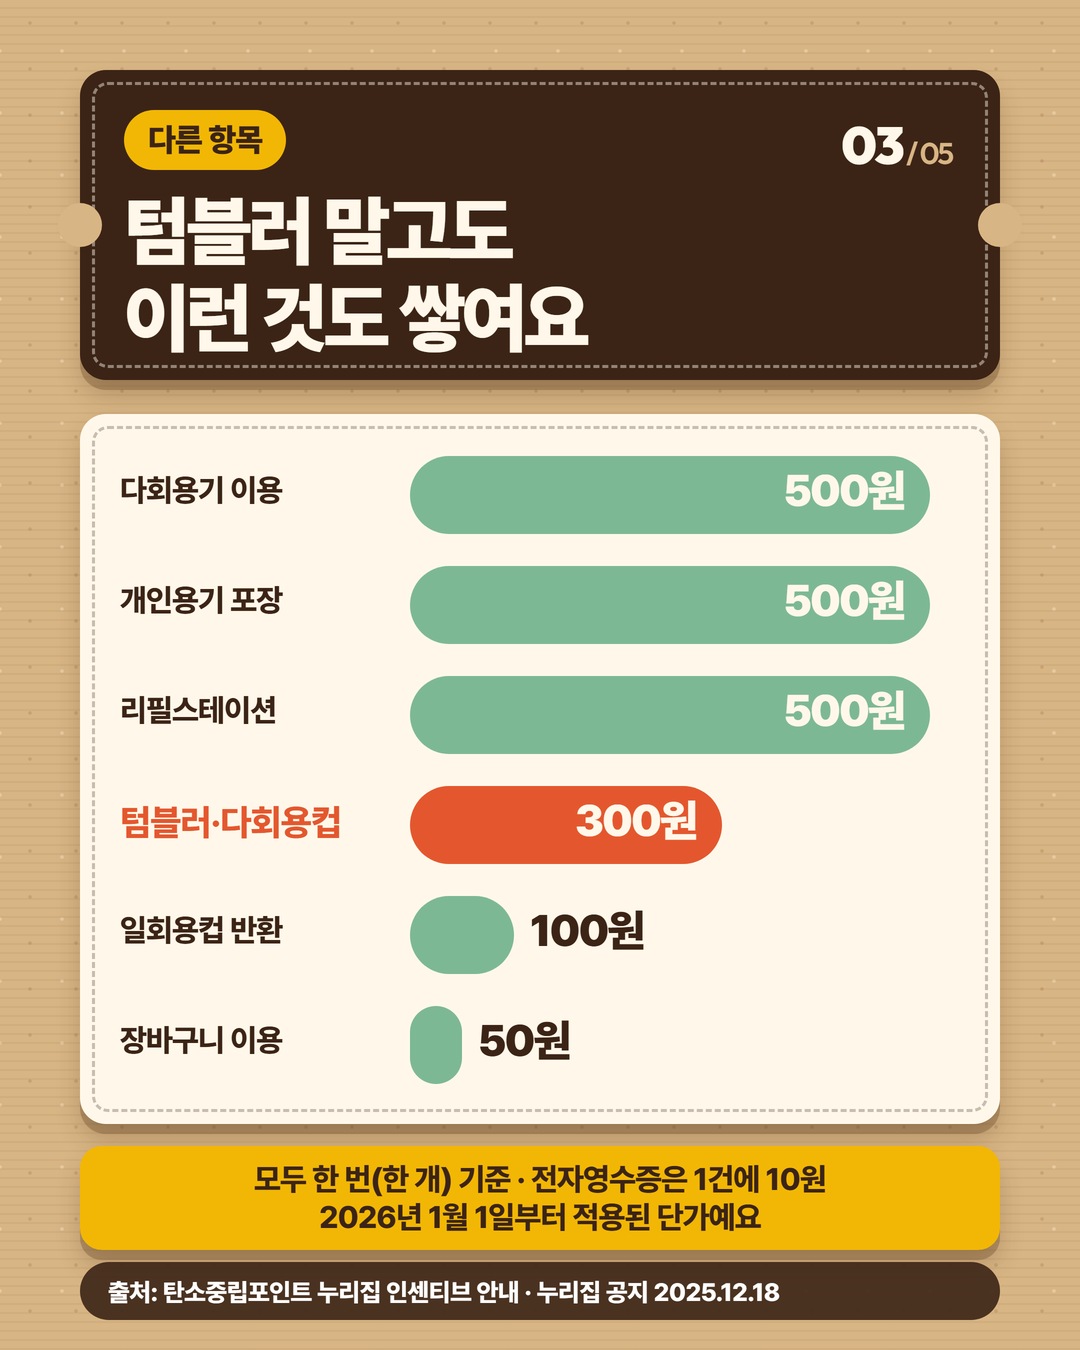 다른 항목
03/05
텀블러 말고도
이런 것도 쌓여요
다회용기 이용
500원
개인용기 포장
500원
리필스테이션
500원
텀블러·다회용컵
300원
일회용컵 반환
100원
장바구니 이용
50원
모두 한 번(한 개) 기준 · 전자영수증은 1건에 10원
2026년 1월 1일부터 적용된 단가예요
출처: 탄소중립포인트 누리집 인센티브 안내 · 누리집 공지 2025.12.18